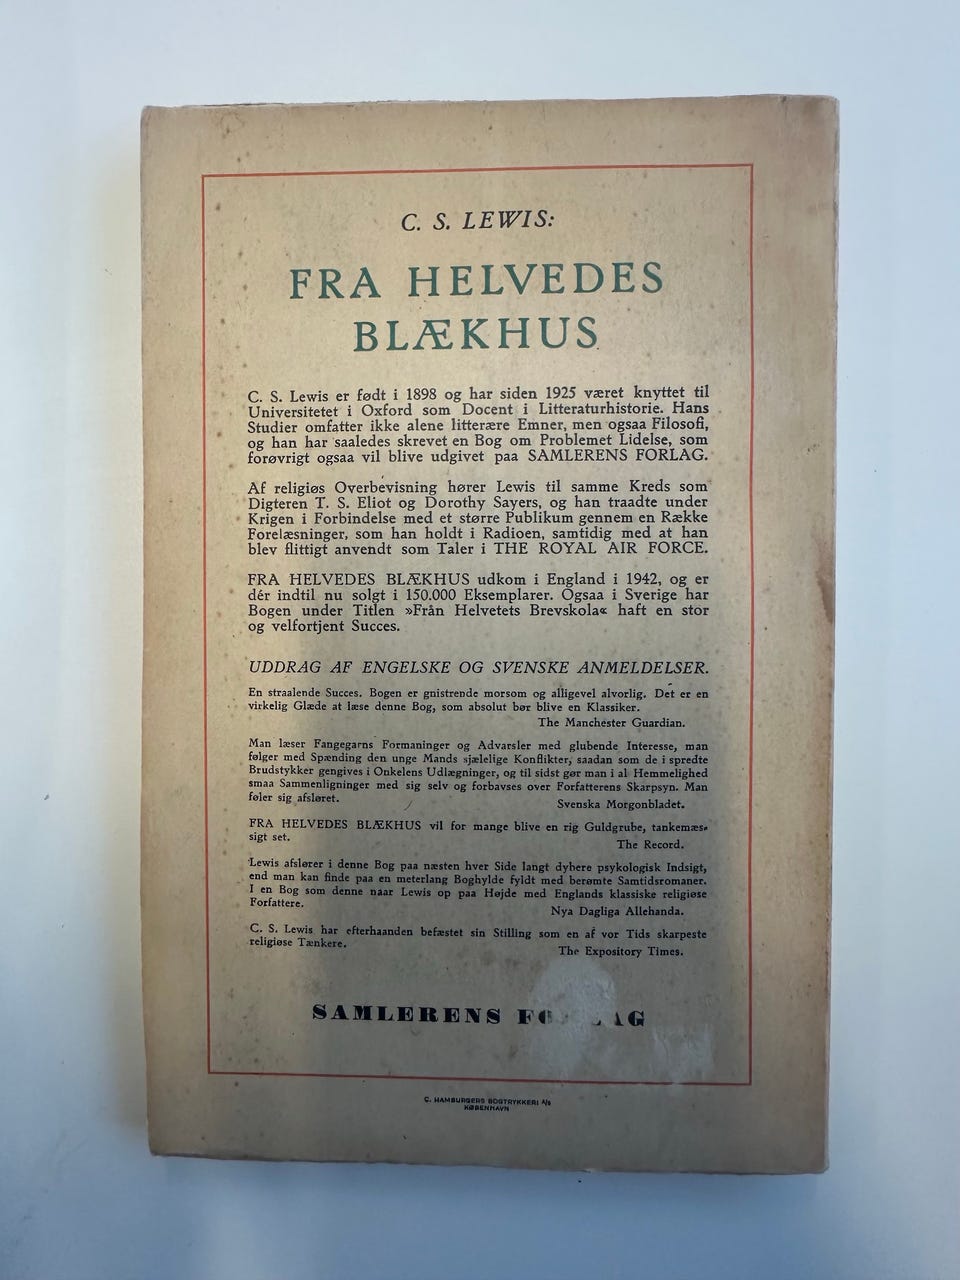 C. S. LEWIS:
FRA HELVEDES
BLÆKHUS
C. S. Lewis er født i 1898 og har siden 1925 været knyttet til
Universitetet i Oxford som Docent i Litteraturhistorie. Hans
Studier omfatter ikke alene litterære Emner, men ogsaa Filosofi,
og han har saaledes skrevet en Bog om Problemet Lidelse, som
forøvrigt ogsaa vil blive udgivet paa SAMLERENS FORLAG.
Af religiøs Overbevisning hører Lewis til samme Kreds som
Digteren T. S. Eliot og Dorothy Sayers, og han traadte under
Krigen i Forbindelse med et større Publikum gennem en Række
Forelæsninger, som han holdt i Radioen, samtidig med at han
blev flittigt anvendt som Taler i THE ROYAL AIR FORCE.
FRA HELVEDES BLÆKHUS udkom i England i 1942, og er
dér indtil nu solgt i 150.000 Eksemplarer. Ogsaa i Sverige har
Bogen under Titlen »Från Helvetets Brevskola« haft en stor
og velfortjent Succes.
UDDRAG AF ENGELSKE OG SVENSKE ANMELDELSER.
En straalende Succes. Bogen er gnistrende morsom og alligevel alvorlig. Det er en
virkelig Glæde at læse denne Bog, som absolut bør blive en Klassiker.
The Manchester Guardian.
Man læser Fangegarns Formaninger og Advarsler med glubende Interesse, man
følger med Spænding den unge Mands sjælelige Konflikter, saadan som de i spredte
Brudstykker gengives i Onkelens Udlægninger, og til sidst gør man i al Hemmelighed
smaa Sammenligninger med sig selv og forbavses over Forfatterens Skarpsyn. Man
føler sig afsløret.
Svenska Morgonbladet.
FRA HELVEDES BLÆKHUS vil for mange blive en rig Guldgrube, tankemæs-
sigt set.
The Record.
Lewis afslører i denne Bog paa næsten hver Side langt dybere psykologisk Indsigt,
end man kan finde paa en meterlang Boghylde fyldt med berømte Samtidsromaner.
I en Bog som denne naar Lewis op paa Højde med Englands klassiske religiøse
Forfattere.
Nya Dagliga Allehanda.
C. S. Lewis har efterhaanden befæstet sin Stilling som en af vor Tids skarpeste
religiøse Tænkere.
The Expository Times.
SAMLERENS
C. HAMBURGERS BOGTRYKKERI A/S
KØBENHAVN